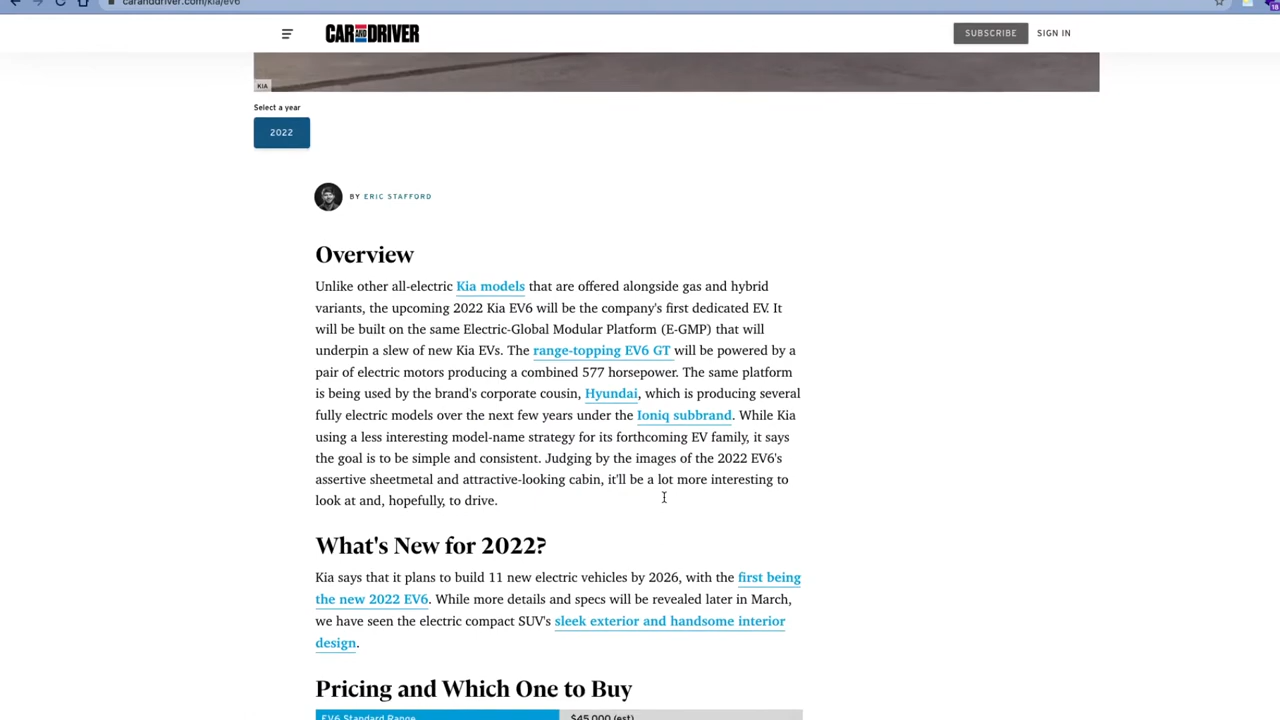 caranddriver.com/kia/ev6
18
CAR AND DRIVER
SUBSCRIBE
SIGN IN
KIA
Select a year
2022
BY ERIC STAFFORD
Overview
Unlike other all-electric Kia models that are offered alongside gas and hybrid
variants, the upcoming 2022 Kia EV6 will be the company's first dedicated EV. It
will be built on the same Electric-Global Modular Platform (E-GMP) that will
underpin a slew of new Kia EVs. The range-topping EV6 GT will be powered by a
pair of electric motors producing a combined 577 horsepower. The same platform
is being used by the brand's corporate cousin, Hyundai, which is producing several
fully electric models over the next few years under the Ioniq subbrand. While Kia
using a less interesting model-name strategy for its forthcoming EV family, it says
the goal is to be simple and consistent. Judging by the images of the 2022 EV6's
assertive sheetmetal and attractive-looking cabin, it'll be a lot more interesting to
look at and, hopefully, to drive.
What's New for 2022?
Kia says that it plans to build 11 new electric vehicles by 2026, with the first being
the new 2022 EV6. While more details and specs will be revealed later in March,
we have seen the electric compact SUV's sleek exterior and handsome interior
design.
Pricing and Which One to Buy
EV6 Standard Range
$45,000 (est)